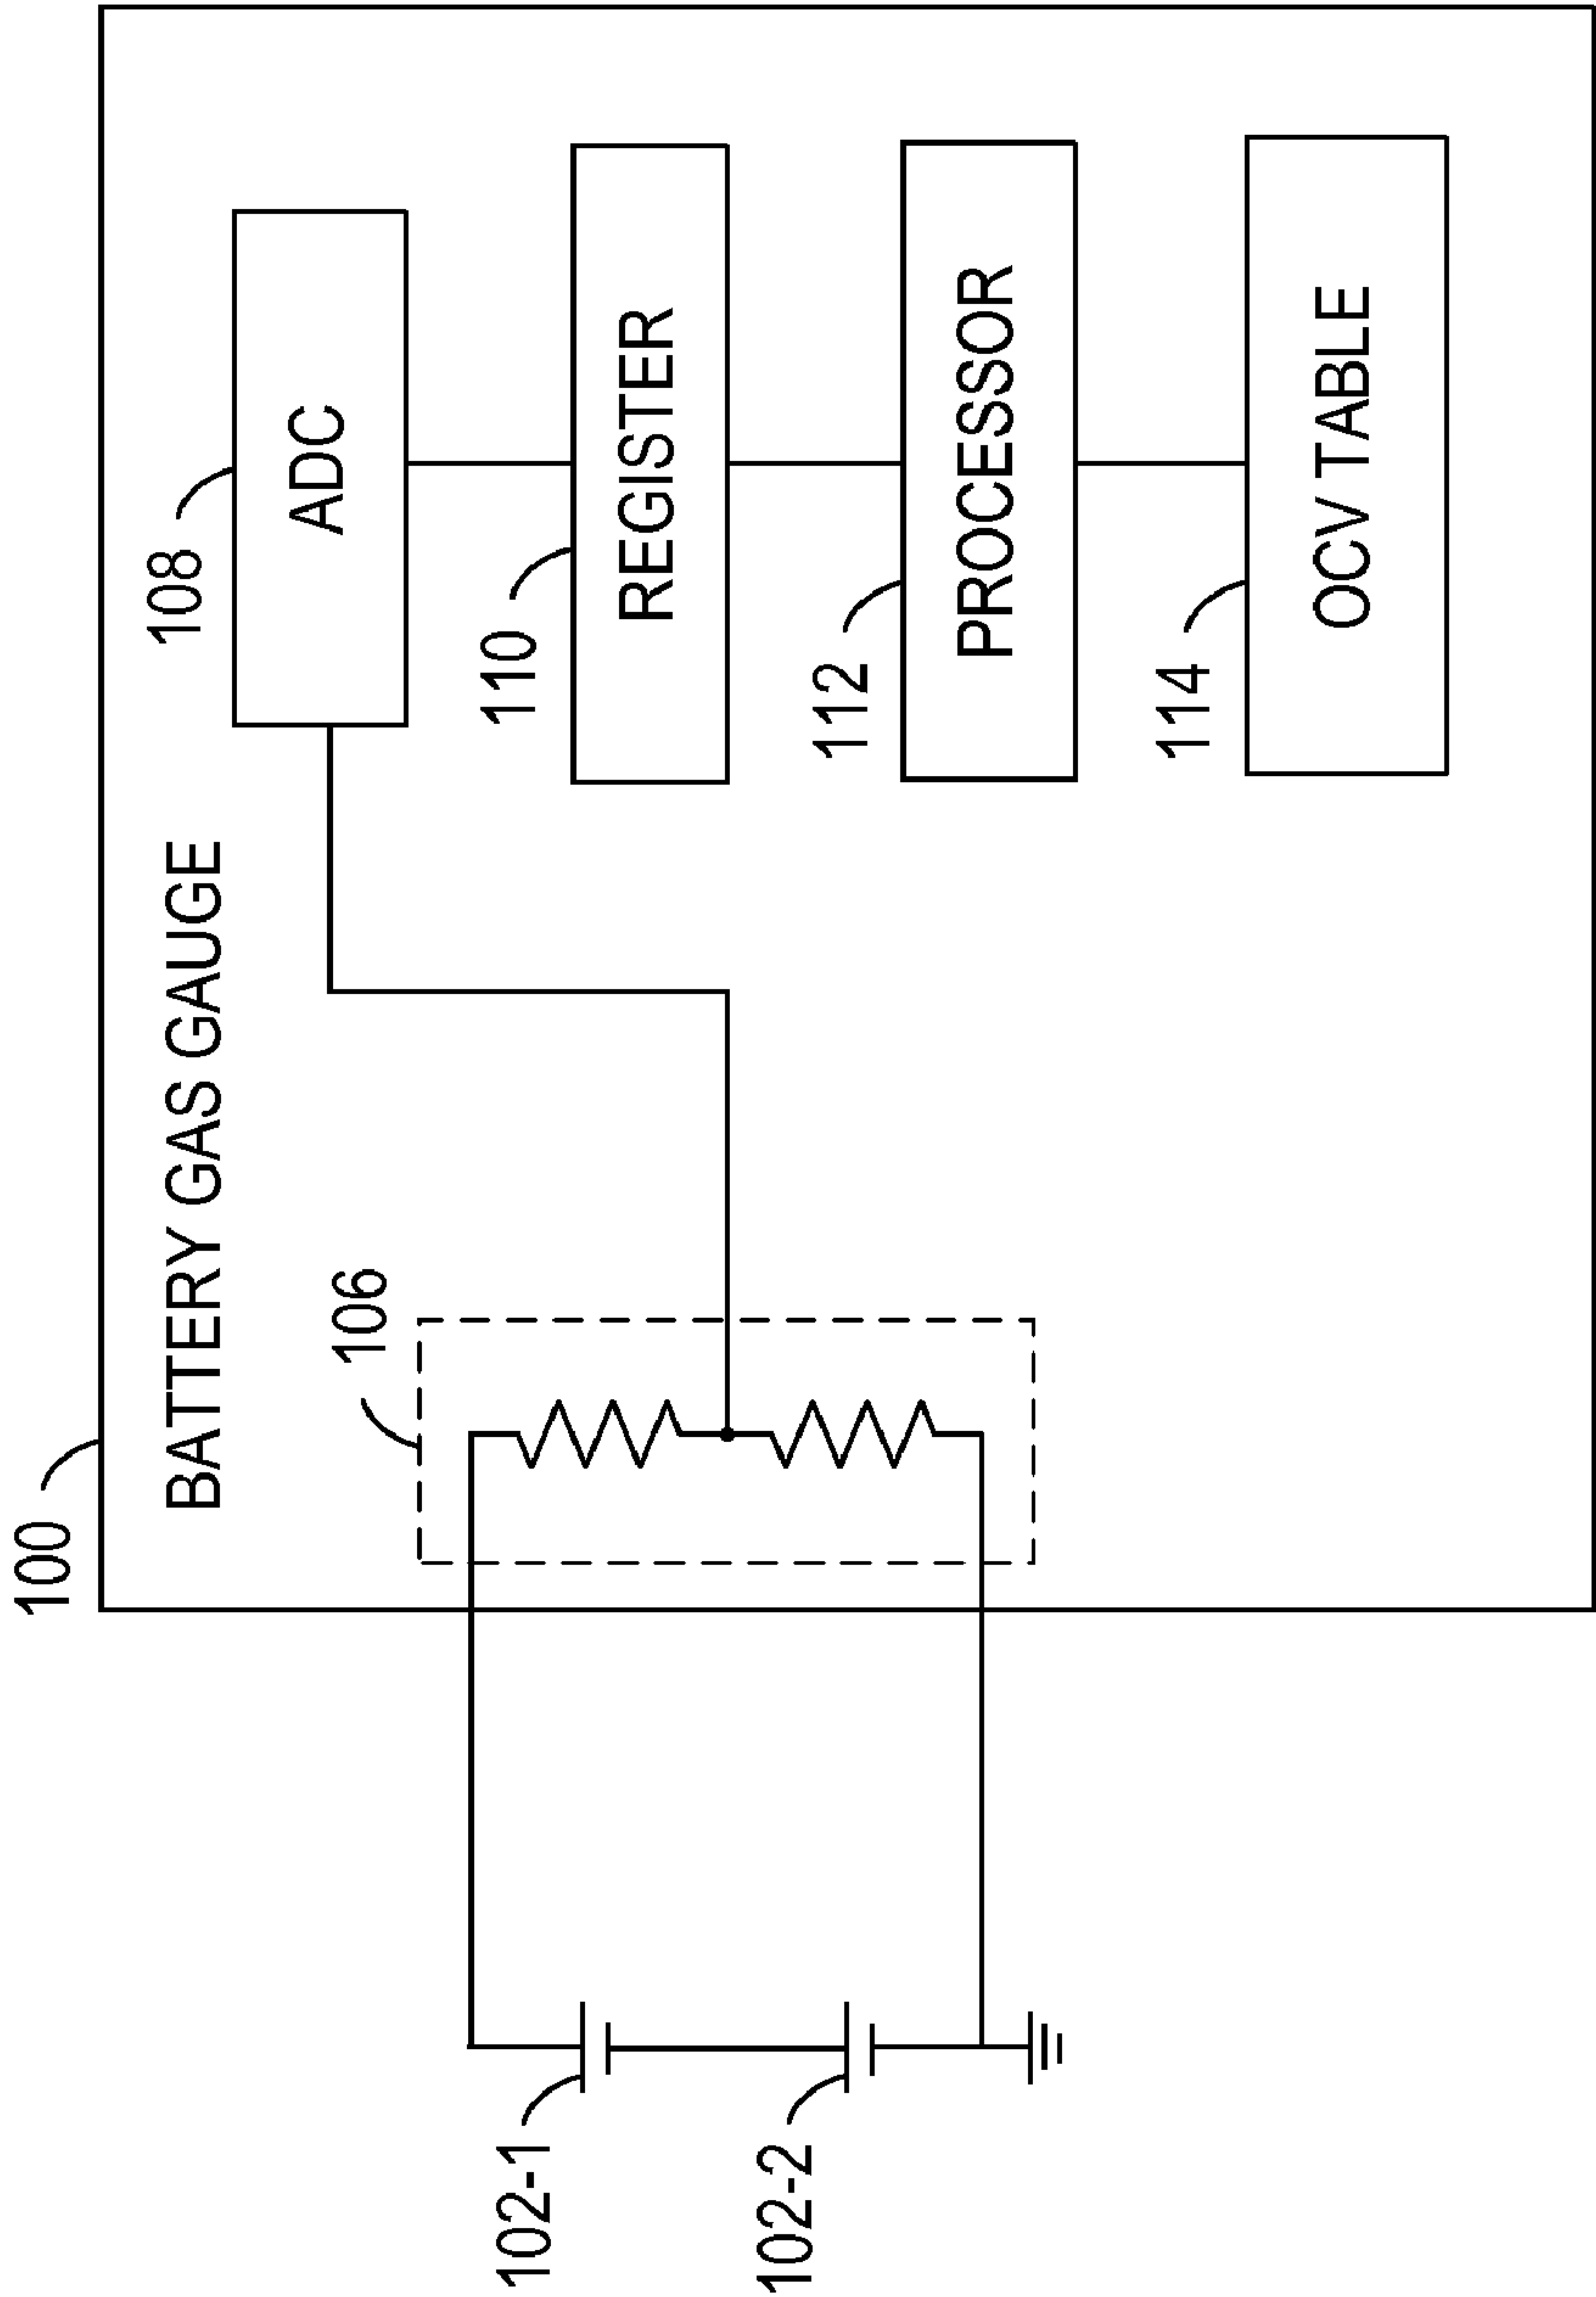 100
BATTERY GAS GAUGE
108
ADC
106
110
REGISTER
102-1
112
PROCESSOR
102-2
114
OCV TABLE